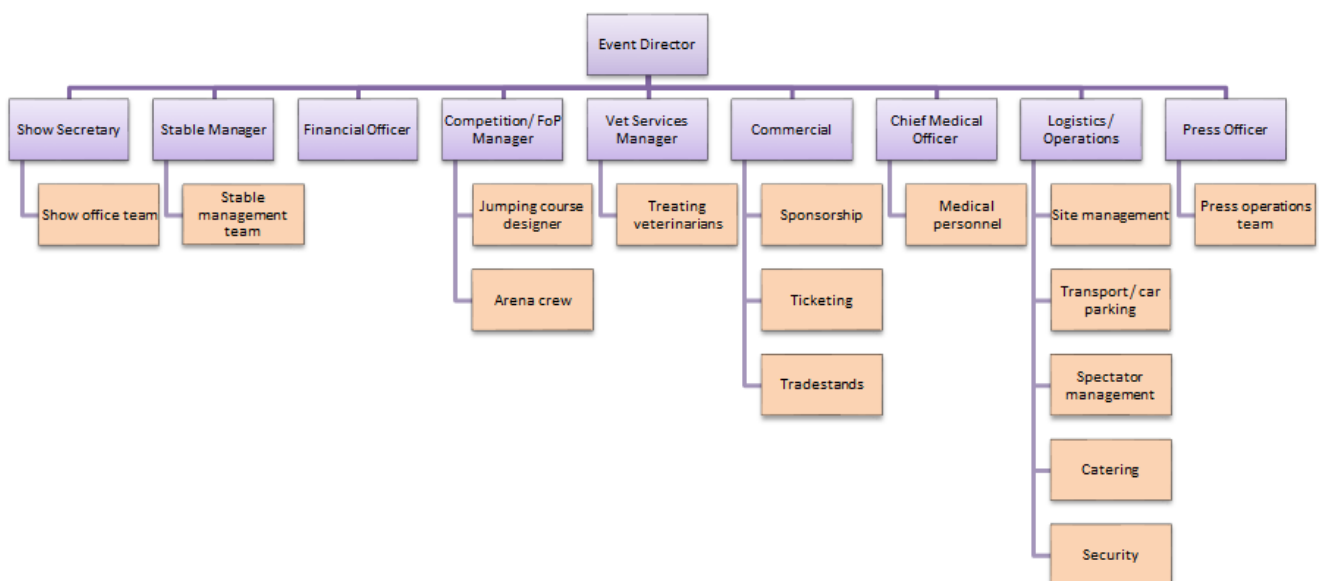 Event Director
Show Secretary
Stable Manager
Financial Officer
Competition/ FoP
Manager
Vet Services
Manager
Commercial
Chief Medical
Officer
Logistics/
Operations
Press Officer
Show office team
Stable
management
team
Jumping course
designer
Treating
veterinarians
Sponsorship
Medical
personnel
Site management
Press operations
team
Arena crew
Ticketing
Transport/ car
parking
Tradestands
Spectator
management
Catering
Security